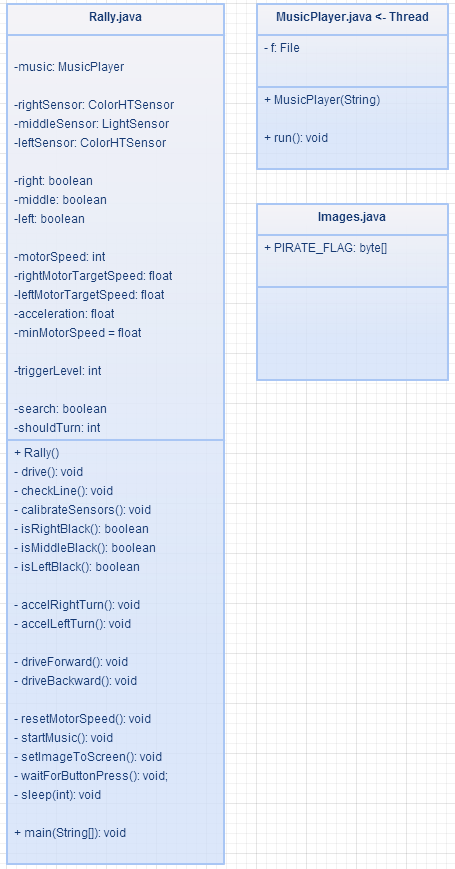 Rally.java
-music: MusicPlayer
-rightSensor: ColorHTSensor
-middleSensor: LightSensor
-leftSensor: ColorHTSensor
-right: boolean
-middle: boolean
-left: boolean
-motorSpeed: int
-rightMotorTargetSpeed: float
-leftMotorTargetSpeed: float
-acceleration: float
-minMotorSpeed = float
-triggerLevel: int
-search: boolean
-shouldTurn: int
+ Rally()
- drive(): void
- checkLine(): void
- calibrateSensors(): void
- isRightBlack(): boolean
- isMiddleBlack(): boolean
- isLeftBlack(): boolean
- accelRightTurn(): void
- accelLeftTurn(): void
- driveForward(): void
- driveBackward(): void
- resetMotorSpeed(): void
- startMusic(): void
- setImageToScreen(): void
- waitForButtonPress(): void;
- sleep(int): void
+ main(String[]): void
MusicPlayer.java <- Thread
- f: File
+ MusicPlayer(String)
+ run(): void
Images.java
+ PIRATE_FLAG: byte[]